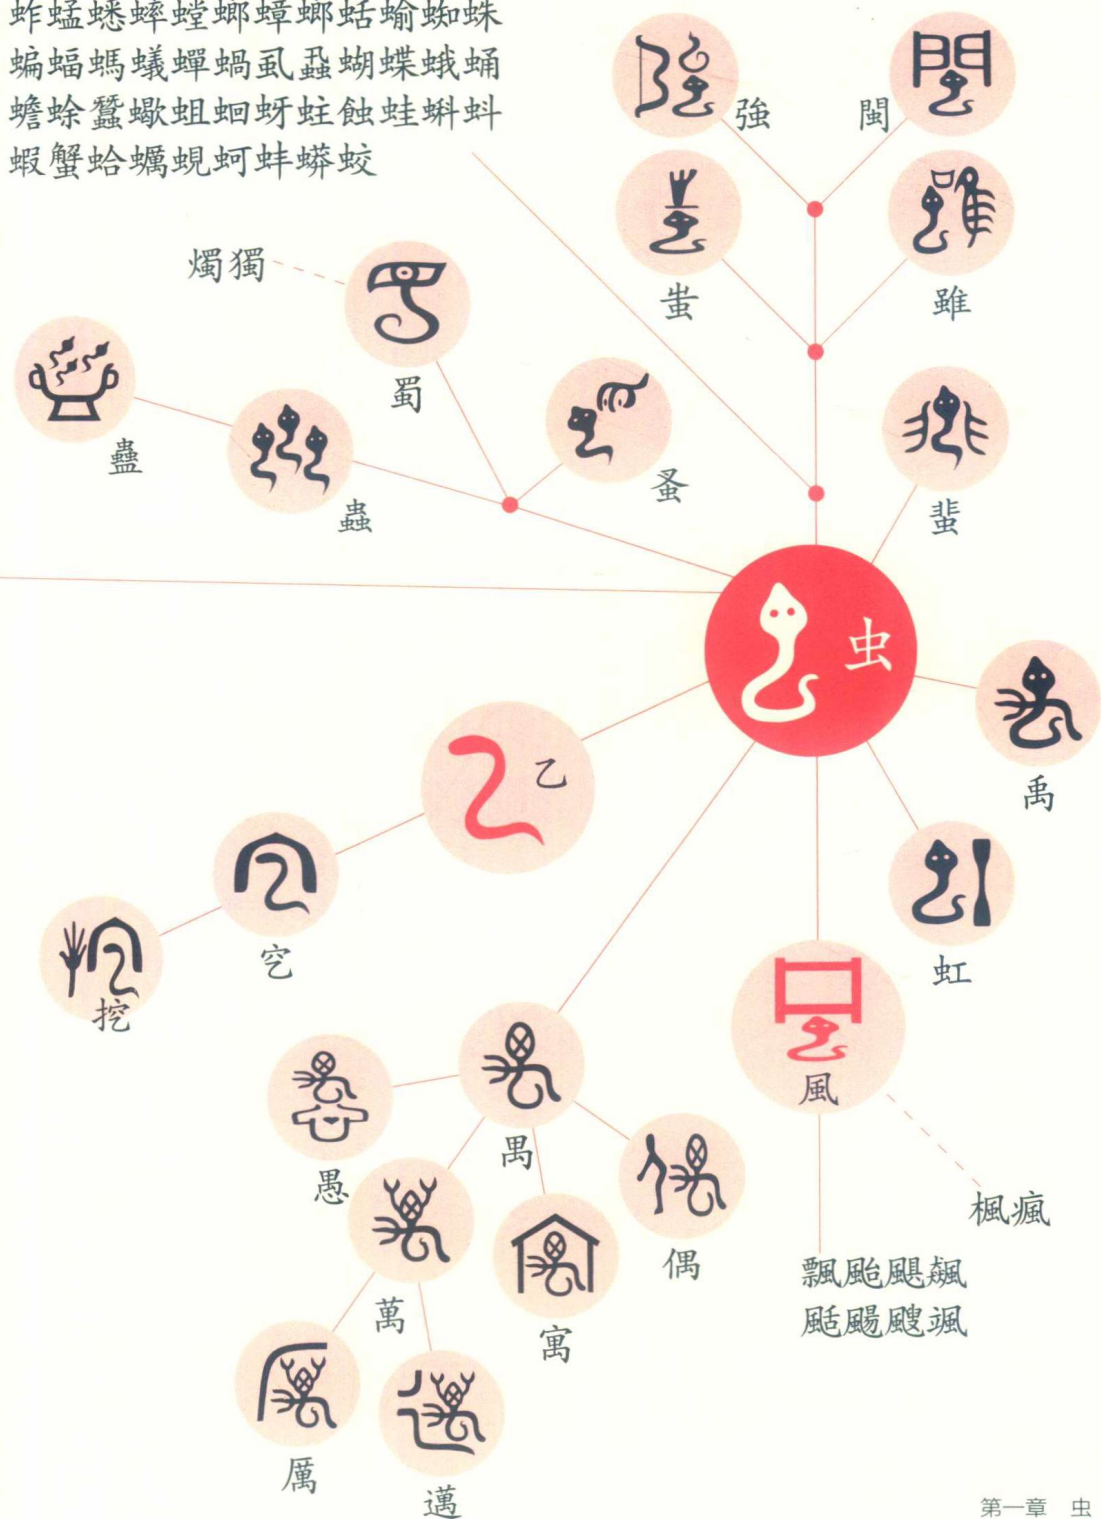 蚱蜢蟋蟀螳螂蟑螂蛞蝓蜘蛛
蝙蝠螞蟻蟬蝸虱蝨蝴蝶蛾蛹
蟾蜍蠶蠍蛆蛔蚜蛀蝕蛙蝌蚪
蝦蟹蛤蠣蜆蚵蚌蟒蛟
強
閩
蚩
雖
燭獨
蜀
蠱
蟲
蚤
蜚
虫
禹
乙
穵
挖
虹
風
禺
愚
萬
寓
偶
厲
邁
楓瘋
飄颱颶飆
颳颺颼颯
第一章 虫